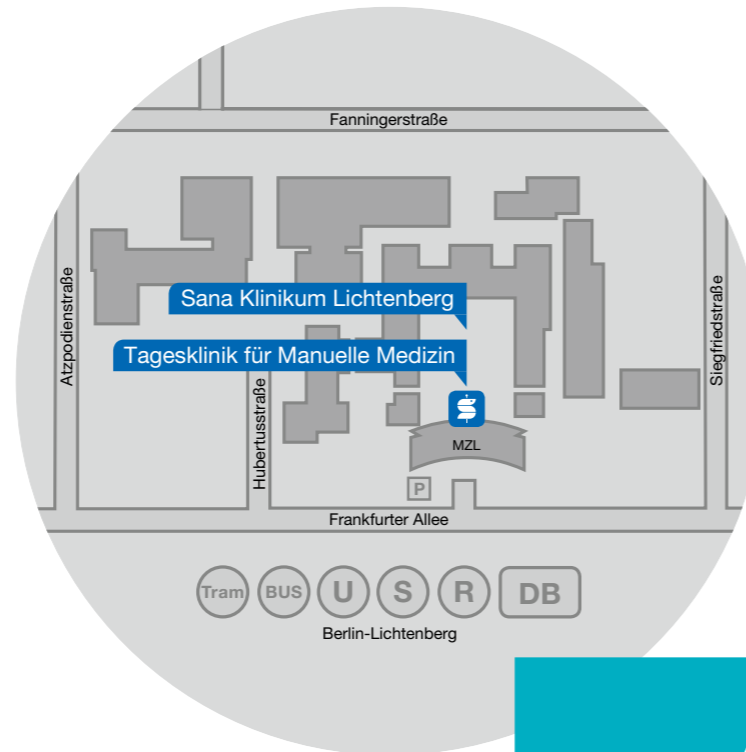 Fanningerstraße
Sana Klinikum Lichtenberg
Atzpodienstraße
Siegfriedstraße
Tagesklinik für Manuelle Medizin
Hubertusstraße
MZL
P
Frankfurter Allee
Tram BUS U S R DB
Berlin-Lichtenberg